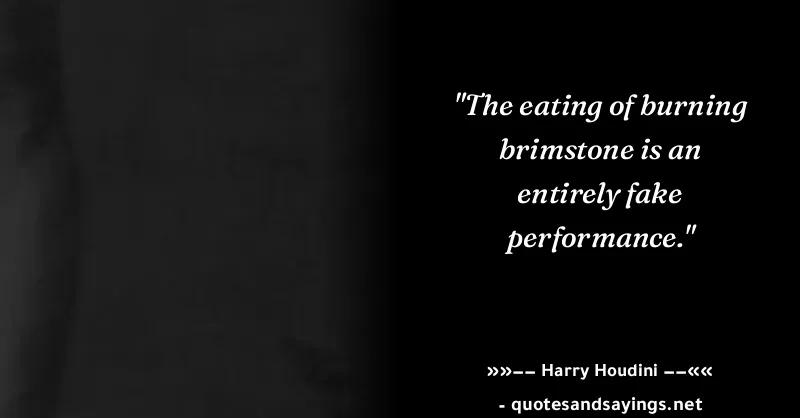 "The eating of burning
brimstone is an
entirely fake
performance."
»»-- Harry Houdini --««
- quotesandsayings.net